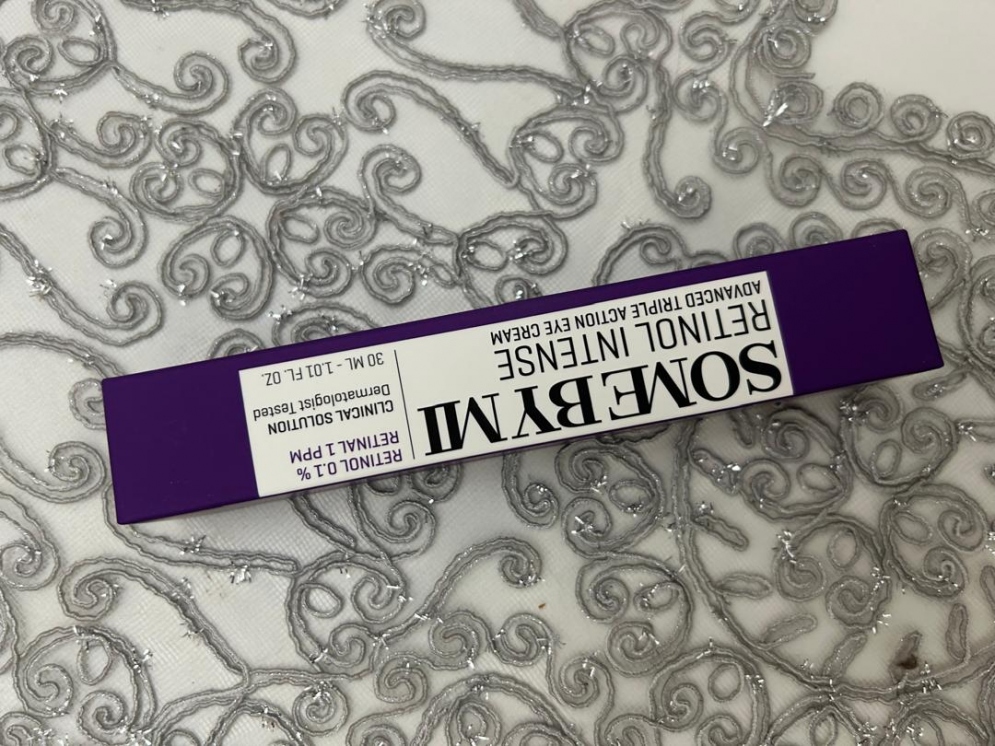 SOME BY MI
RETINOL INTENSE
ADVANCED TRIPLE ACTION EYE CREAM
RETINOL 0.1 %
RETINAL 1 PPM
CLINICAL SOLUTION
Dermatologist Tested
30 ML - 1.01 FL. OZ.